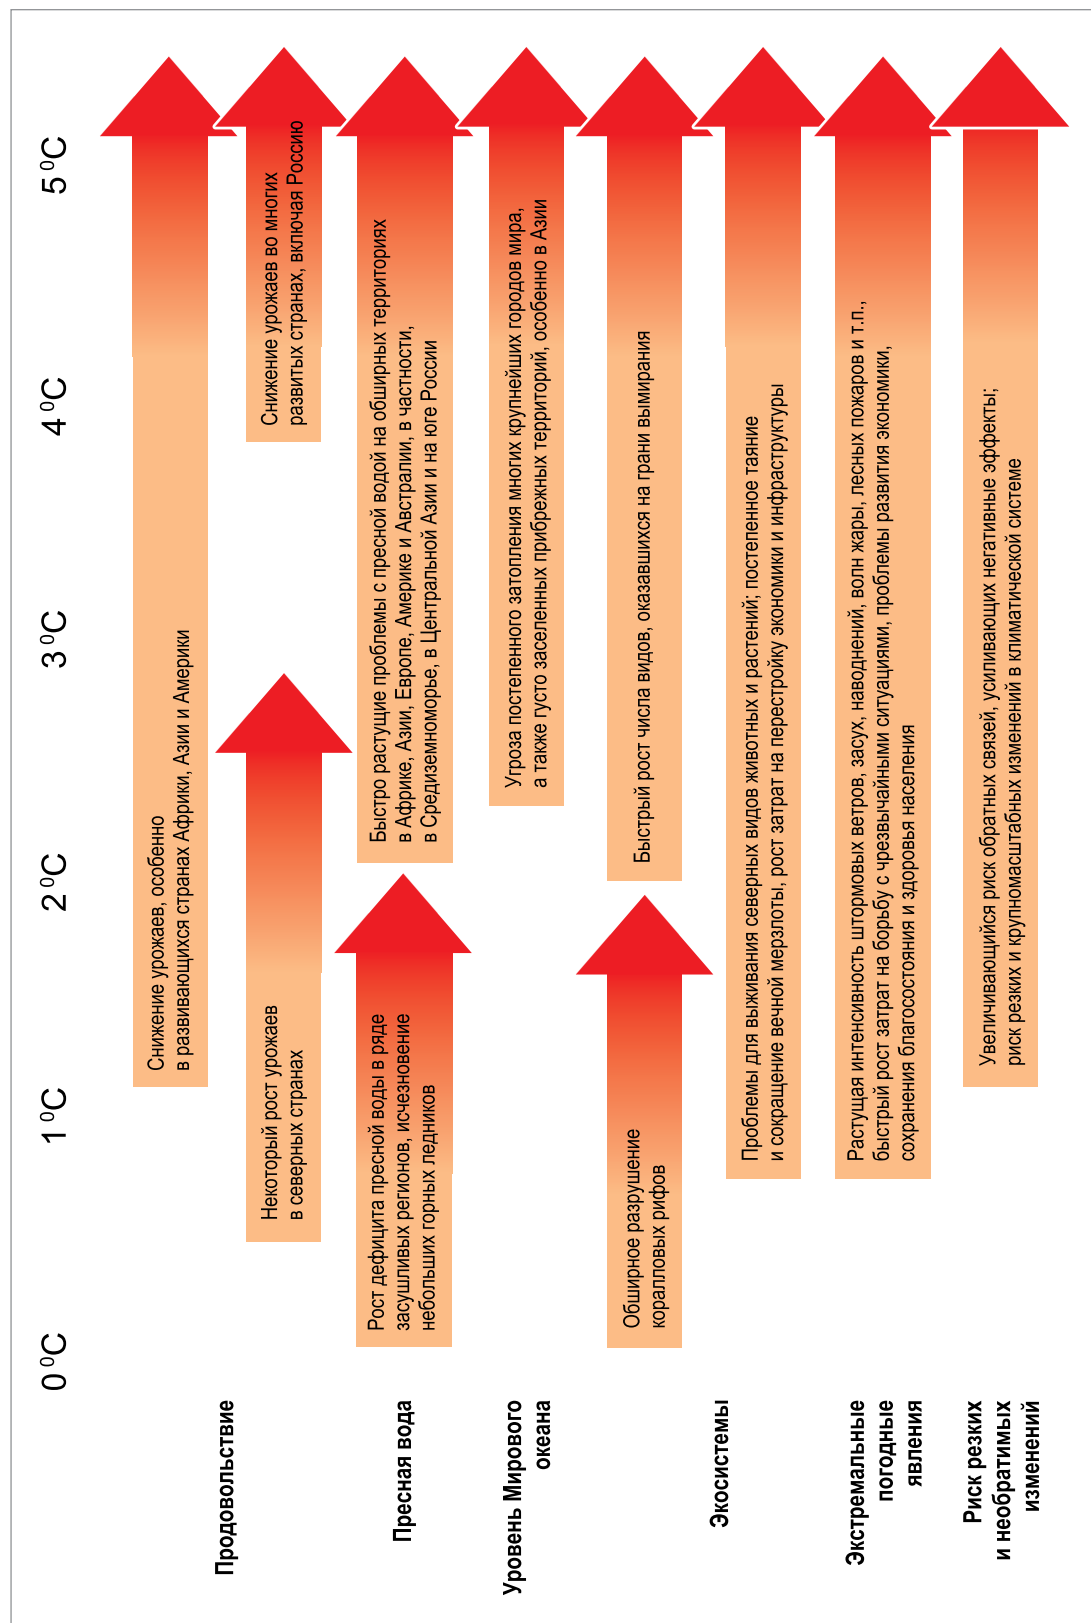 0 ⁰C
1 ⁰C
2 ⁰C
3 ⁰C
4 ⁰C
5 ⁰C
Продовольствие
Снижение урожаев, особенно
в развивающихся странах Африки, Азии и Америки
Некоторый рост урожаев
в северных странах
Снижение урожаев во многих
развитых странах, включая Россию
Пресная вода
Рост дефицита пресной воды в ряде
засушливых регионов, исчезновение
небольших горных ледников
Быстро растущие проблемы с пресной водой на обширных территориях
в Африке, Азии, Европе, Америке и Австралии, в частности,
в Средиземноморье, в Центральной Азии и на юге России
Уровень Мирового
океана
Угроза постепенного затопления многих крупнейших городов мира,
а также густо заселенных прибрежных территорий, особенно в Азии
Экосистемы
Обширное разрушение
коралловых рифов
Быстрый рост числа видов, оказавшихся на грани вымирания
Проблемы для выживания северных видов животных и растений; постепенное таяние
и сокращение вечной мерзлоты, рост затрат на перестройку экономики и инфраструктуры
Экстремальные
погодные
явления
Растущая интенсивность штормовых ветров, засух, наводнений, волн жары, лесных пожаров и т.п.,
быстрый рост затрат на борьбу с чрезвычайными ситуациями, проблемы развития экономики,
сохранения благосостояния и здоровья населения
Риск резких
и необратимых
изменений
Увеличивающийся риск обратных связей, усиливающих негативные эффекты;
риск резких и крупномасштабных изменений в климатической системе